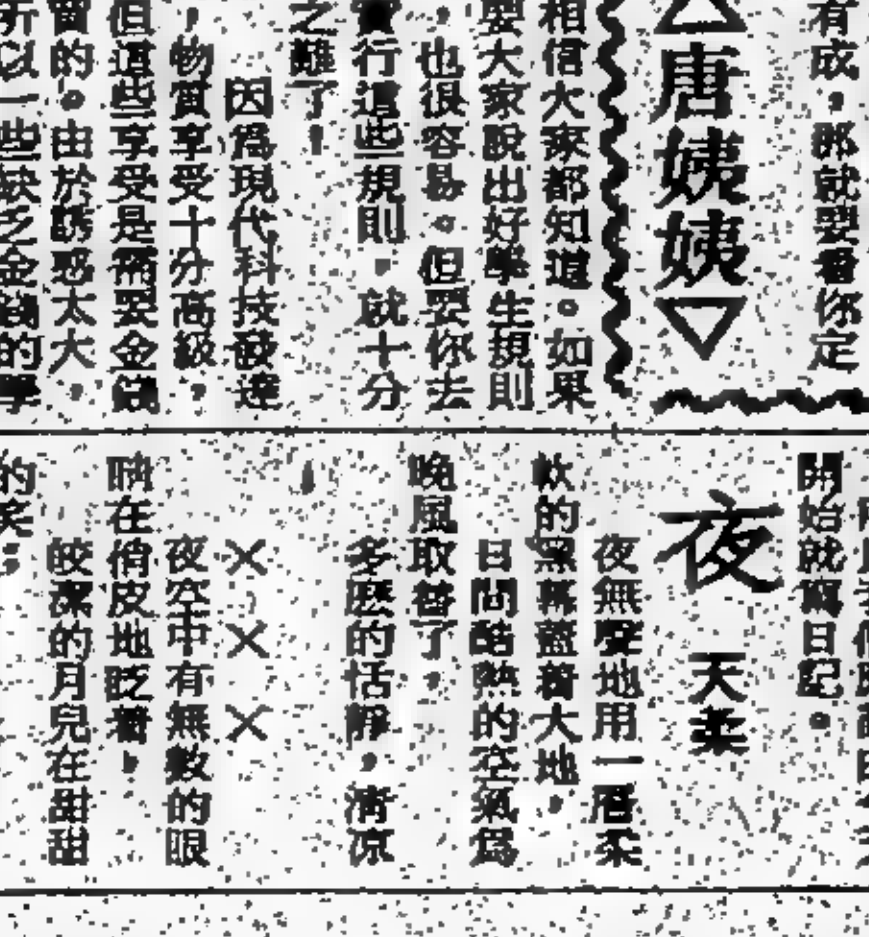 有成,那就要看你定
△唐姨姨▽
相信大家都知道。如果
要大家說出好學生規則
,也很容易。但要你去
實行這些規則,就十分
之難了!
因為現代科技發達
,物質享受十分高級,
但這些享受是需要金錢
買的。由於誘惑太大,
所以一些缺乏金錢的學
開始就寫日記。
夜
天柔
夜無聲地用一層柔
軟的黑幕蓋着大地,
日間酷熱的空氣為
晚風取替了,
多麽的恬靜,清凉
!
×××
夜空中有無數的眼
睛在俏皮地眨着,
皎潔的月兒在甜甜
的笑,